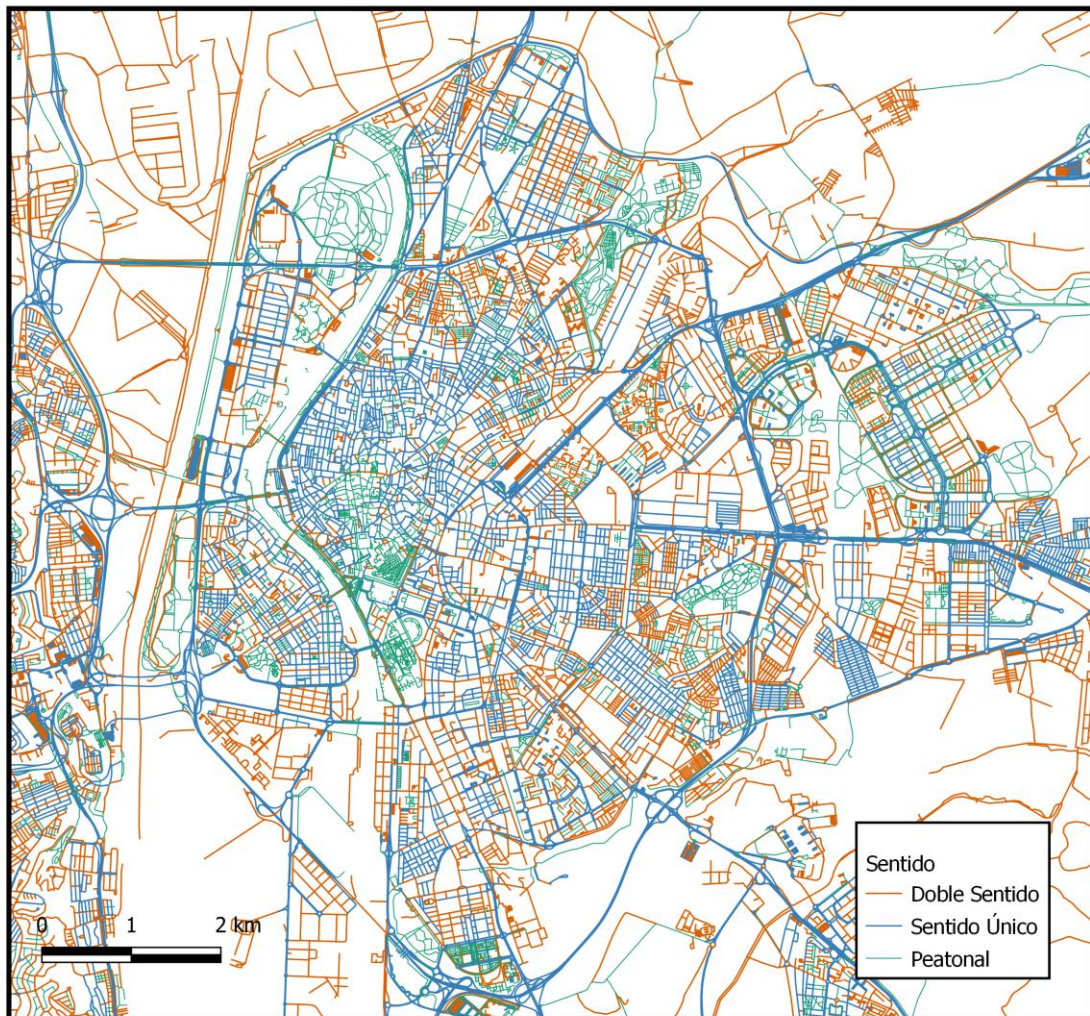 0 1 2 km
Sentido
Doble Sentido
Sentido Único
Peatonal